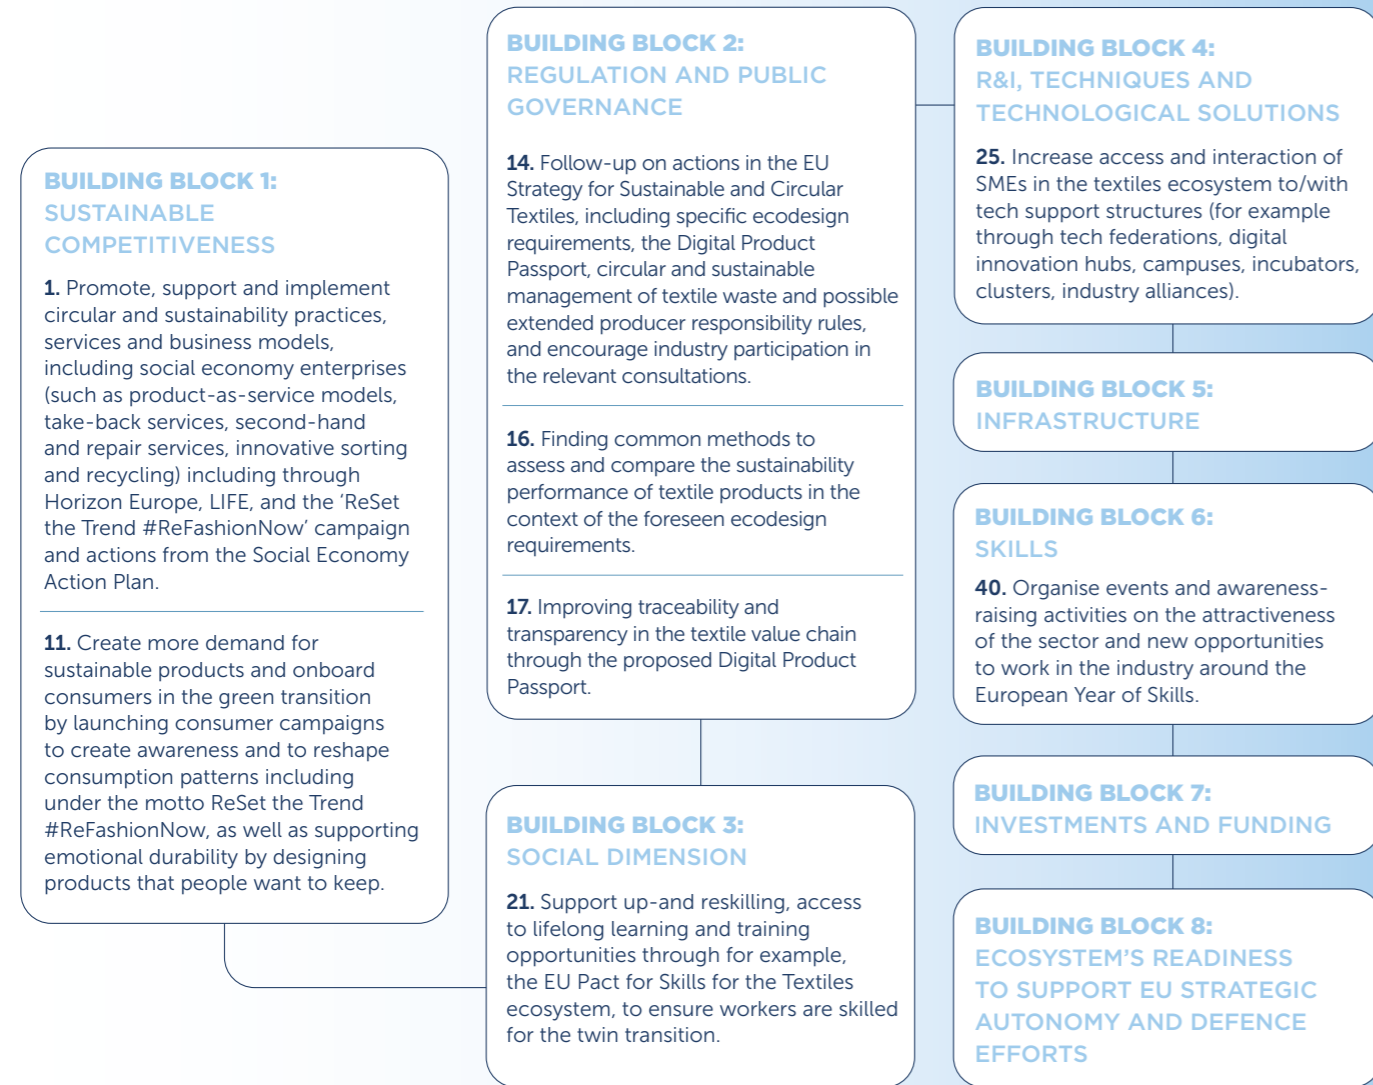 BUILDING BLOCK 1:
SUSTAINABLE
COMPETITIVENESS
1. Promote, support and implement
circular and sustainability practices,
services and business models,
including social economy enterprises
(such as product-as-service models,
take-back services, second-hand
and repair services, innovative sorting
and recycling) including through
Horizon Europe, LIFE, and the ‘ReSet
the Trend #ReFashionNow’ campaign
and actions from the Social Economy
Action Plan.
11. Create more demand for
sustainable products and onboard
consumers in the green transition
by launching consumer campaigns
to create awareness and to reshape
consumption patterns including
under the motto ReSet the Trend
#ReFashionNow, as well as supporting
emotional durability by designing
products that people want to keep.
BUILDING BLOCK 2:
REGULATION AND PUBLIC
GOVERNANCE
14. Follow-up on actions in the EU
Strategy for Sustainable and Circular
Textiles, including specific ecodesign
requirements, the Digital Product
Passport, circular and sustainable
management of textile waste and possible
extended producer responsibility rules,
and encourage industry participation in
the relevant consultations.
16. Finding common methods to
assess and compare the sustainability
performance of textile products in the
context of the foreseen ecodesign
requirements.
17. Improving traceability and
transparency in the textile value chain
through the proposed Digital Product
Passport.
BUILDING BLOCK 3:
SOCIAL DIMENSION
21. Support up-and reskilling, access
to lifelong learning and training
opportunities through for example,
the EU Pact for Skills for the Textiles
ecosystem, to ensure workers are skilled
for the twin transition.
BUILDING BLOCK 4:
R&I, TECHNIQUES AND
TECHNOLOGICAL SOLUTIONS
25. Increase access and interaction of
SMEs in the textiles ecosystem to/with
tech support structures (for example
through tech federations, digital
innovation hubs, campuses, incubators,
clusters, industry alliances).
BUILDING BLOCK 5:
INFRASTRUCTURE
BUILDING BLOCK 6:
SKILLS
40. Organise events and awareness-
raising activities on the attractiveness
of the sector and new opportunities
to work in the industry around the
European Year of Skills.
BUILDING BLOCK 7:
INVESTMENTS AND FUNDING
BUILDING BLOCK 8:
ECOSYSTEM’S READINESS
TO SUPPORT EU STRATEGIC
AUTONOMY AND DEFENCE
EFFORTS